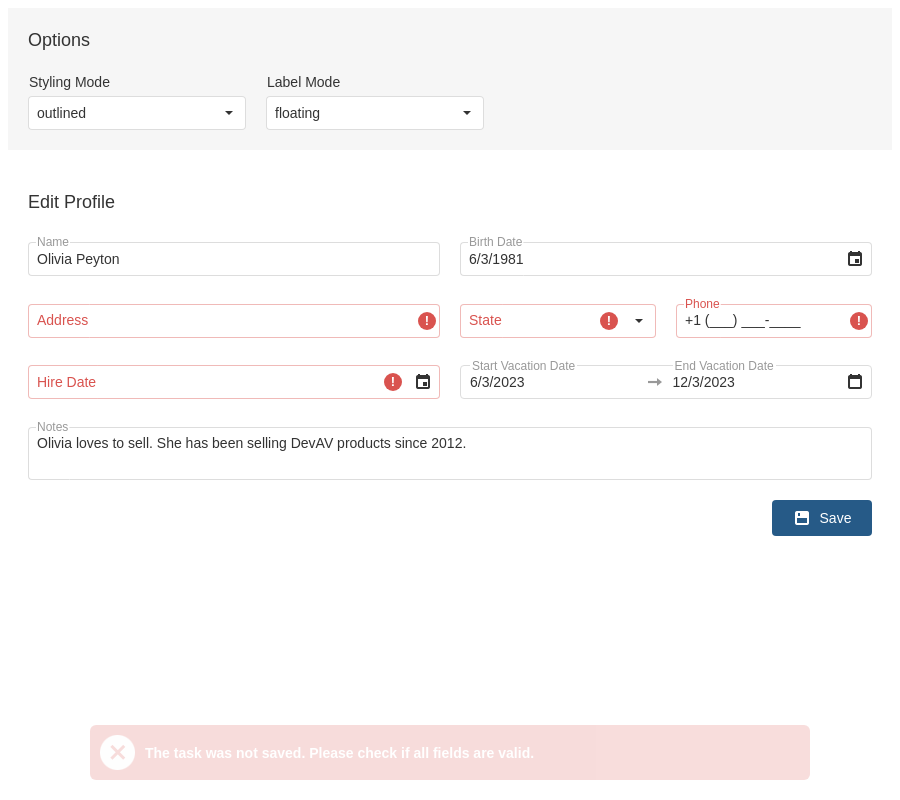 Options
Styling Mode Label Mode
outlined floating
Edit Profile
Name Birth Date
Olivia Peyton 6/3/1981
Phone
Address State +1 (___) ___-____
Start Vacation Date End Vacation Date
Hire Date 6/3/2023 12/3/2023
Notes
Olivia loves to sell. She has been selling DevAV products since 2012.
Save
The task was not saved. Please check if all fields are valid.